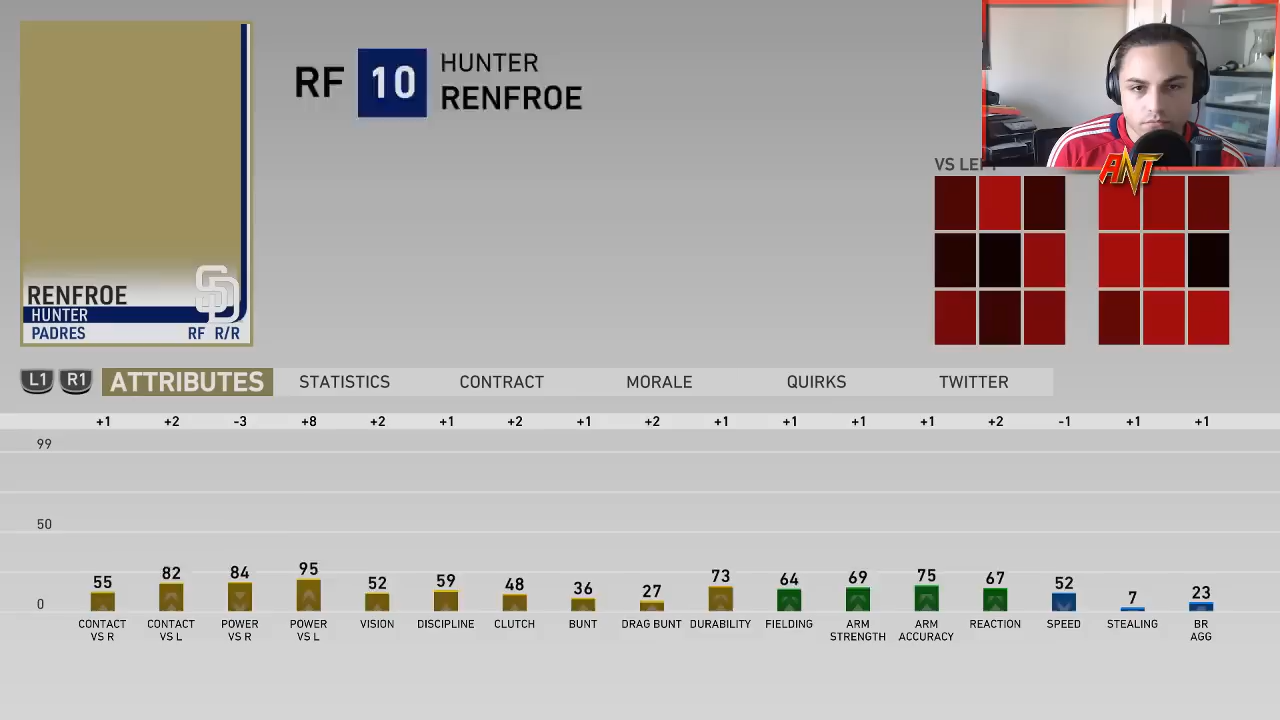 RF 10 HUNTER
RENFROE
ANT
VS LEFT
RENFROE
SD
HUNTER
PADRES RF R/R
L1 R1 ATTRIBUTES STATISTICS CONTRACT MORALE QUIRKS TWITTER
+1 +2 -3 +8 +2 +1 +2 +1 +2 +1 +1 +1 +1 +2 -1 +1 +1
99
50
0
55 82 84 95 52 59 48 36 27 73 64 69 75 67 52 7 23
CONTACT VS R
CONTACT VS L
POWER VS R
POWER VS L
VISION
DISCIPLINE
CLUTCH
BUNT
DRAG BUNT
DURABILITY
FIELDING
ARM STRENGTH
ARM ACCURACY
REACTION
SPEED
STEALING
BR AGG